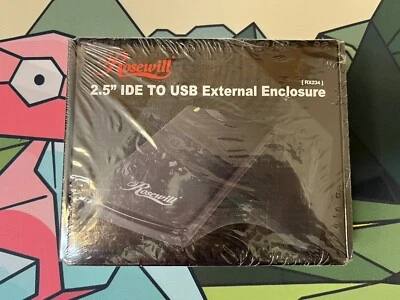 Rosewill
[ RX234 ]
2.5" IDE TO USB External Enclosure
Rosewill